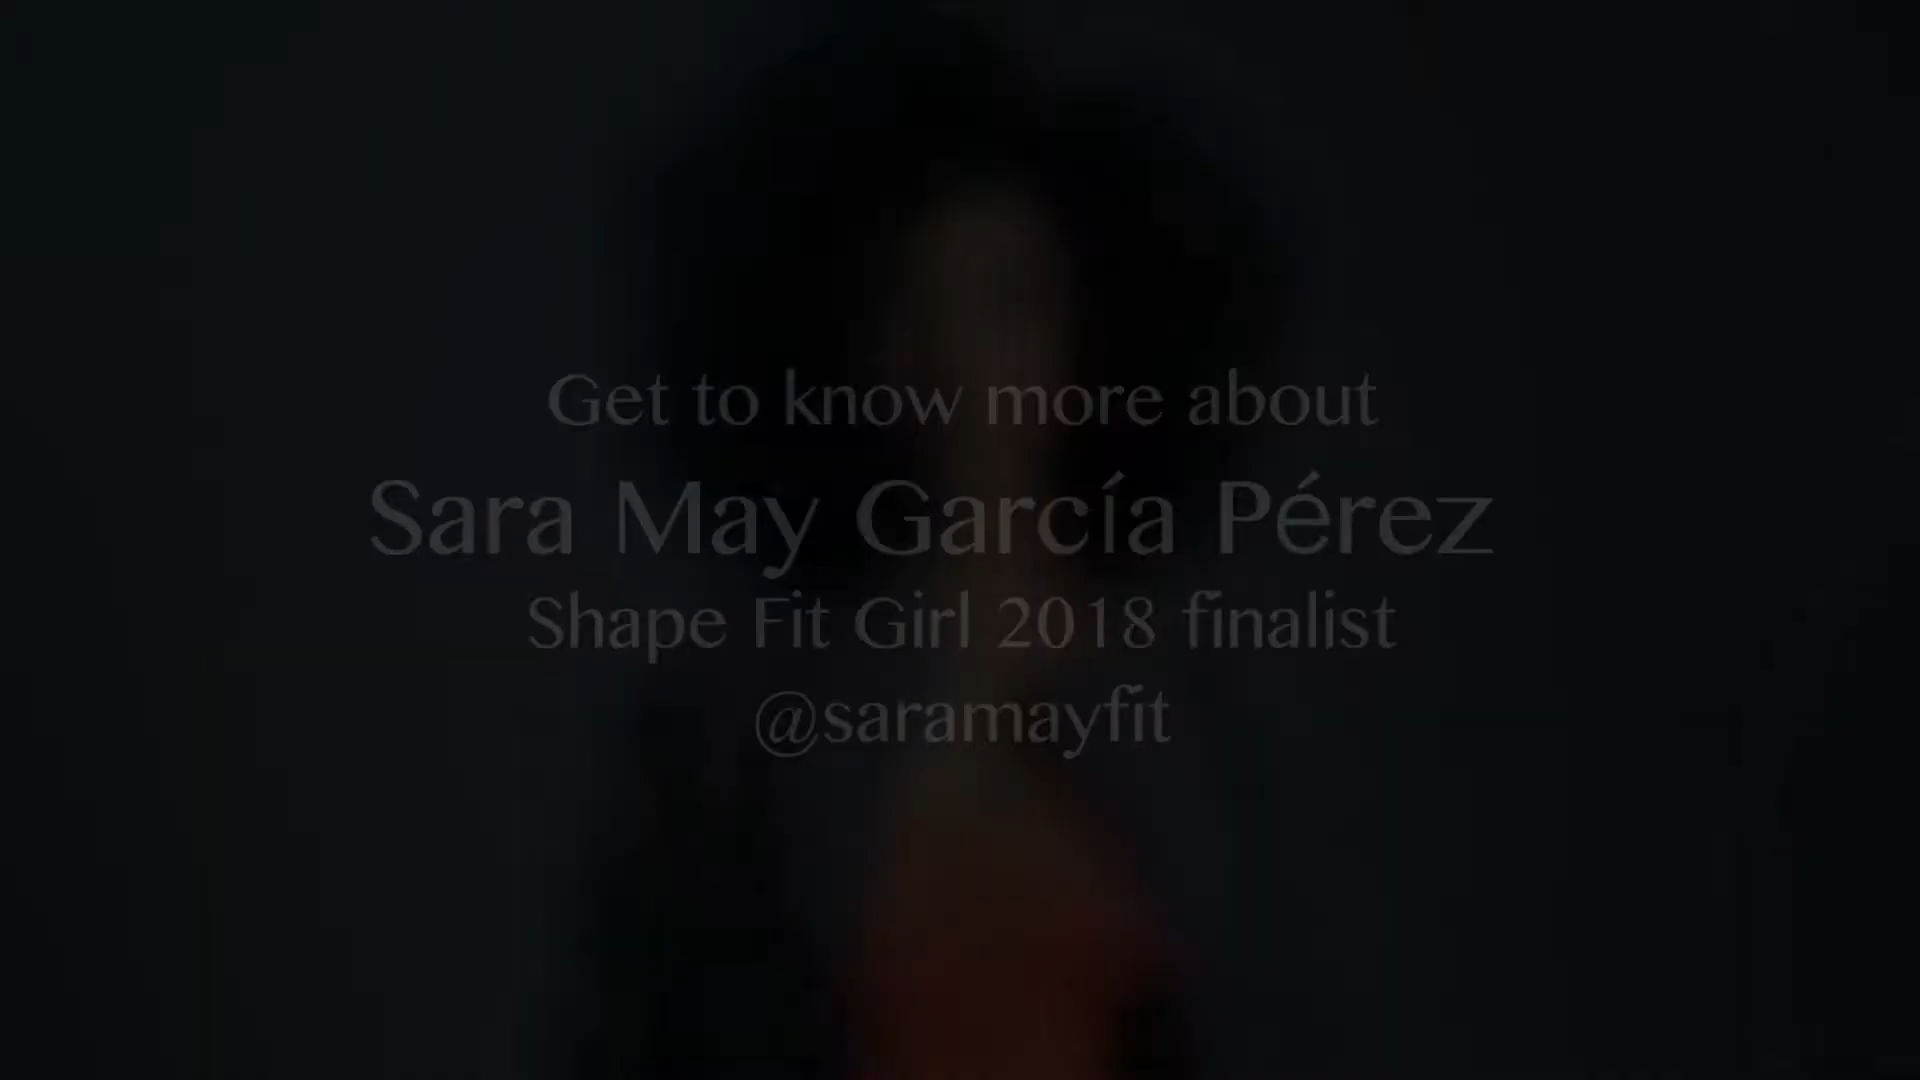 Get to know more about
Sara May García Pérez
Shape Fit Girl 2018 finalist
@saramayfit